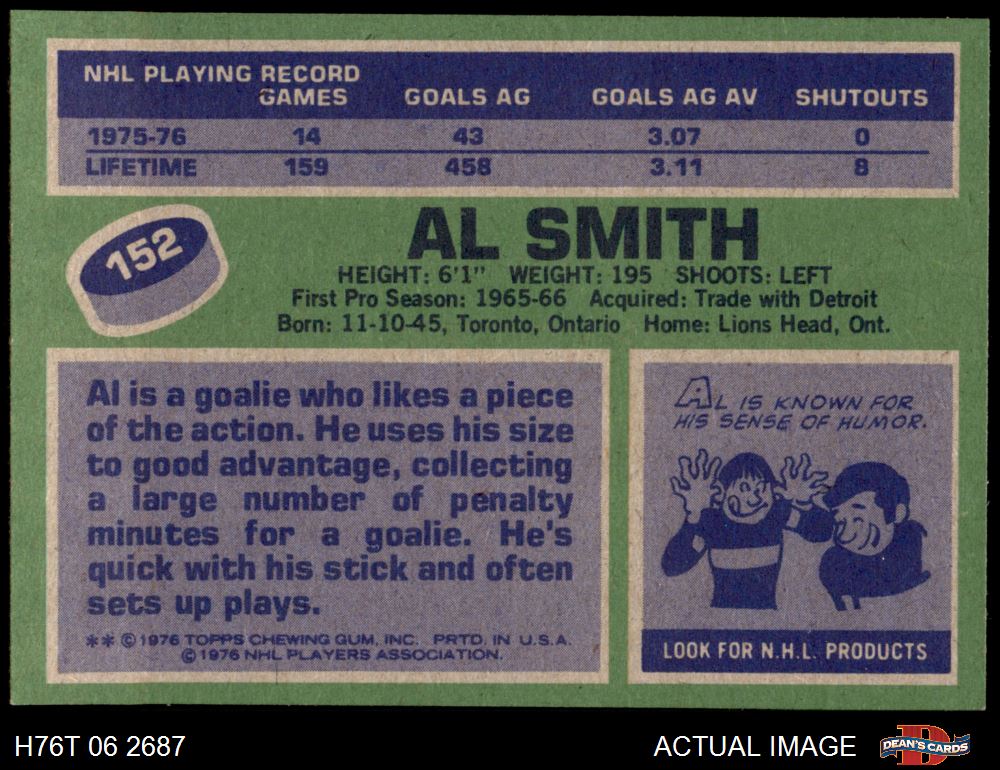 NHL PLAYING RECORD
GAMES GOALS AG GOALS AG AV SHUTOUTS
1975-76 14 43 3.07 0
LIFETIME 159 458 3.11 8
152
AL SMITH
HEIGHT: 6'1" WEIGHT: 195 SHOOTS: LEFT
First Pro Season: 1965-66 Acquired: Trade with Detroit
Born: 11-10-45, Toronto, Ontario Home: Lions Head, Ont.
Al is a goalie who likes a piece
of the action. He uses his size
to good advantage, collecting
a large number of penalty
minutes for a goalie. He's
quick with his stick and often
sets up plays.
** © 1976 TOPPS CHEWING GUM, INC. PRTD. IN U.S.A.
© 1976 NHL PLAYERS ASSOCIATION.
AL IS KNOWN FOR
HIS SENSE OF HUMOR.
LOOK FOR N.H.L. PRODUCTS
H76T 06 2687
ACTUAL IMAGE
D
DEAN'S CARDS